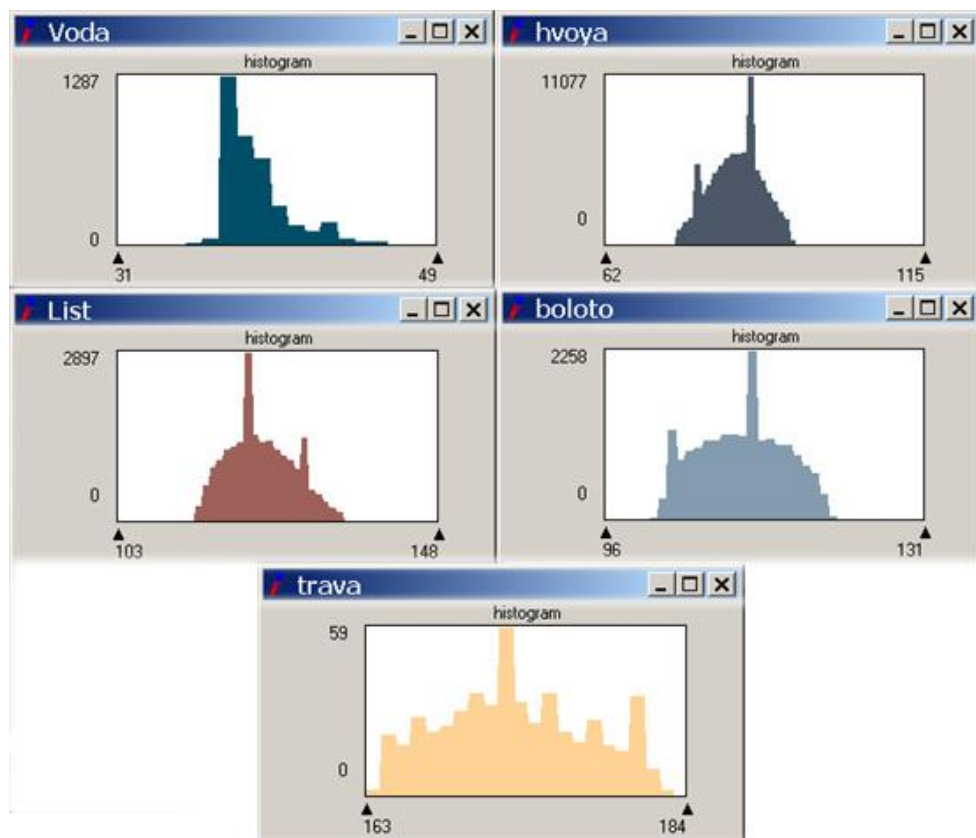 Voda
histogram
1287
0
31 49
hvoya
histogram
11077
0
62 115
List
histogram
2897
0
103 148
boloto
histogram
2258
0
96 131
trava
histogram
59
0
163 184